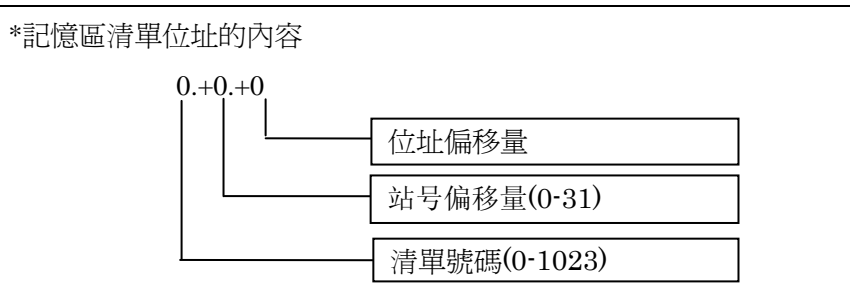 *記憶區清單位址的內容
0.+0.+0
位址偏移量
站号偏移量(0-31)
清單號碼(0-1023)